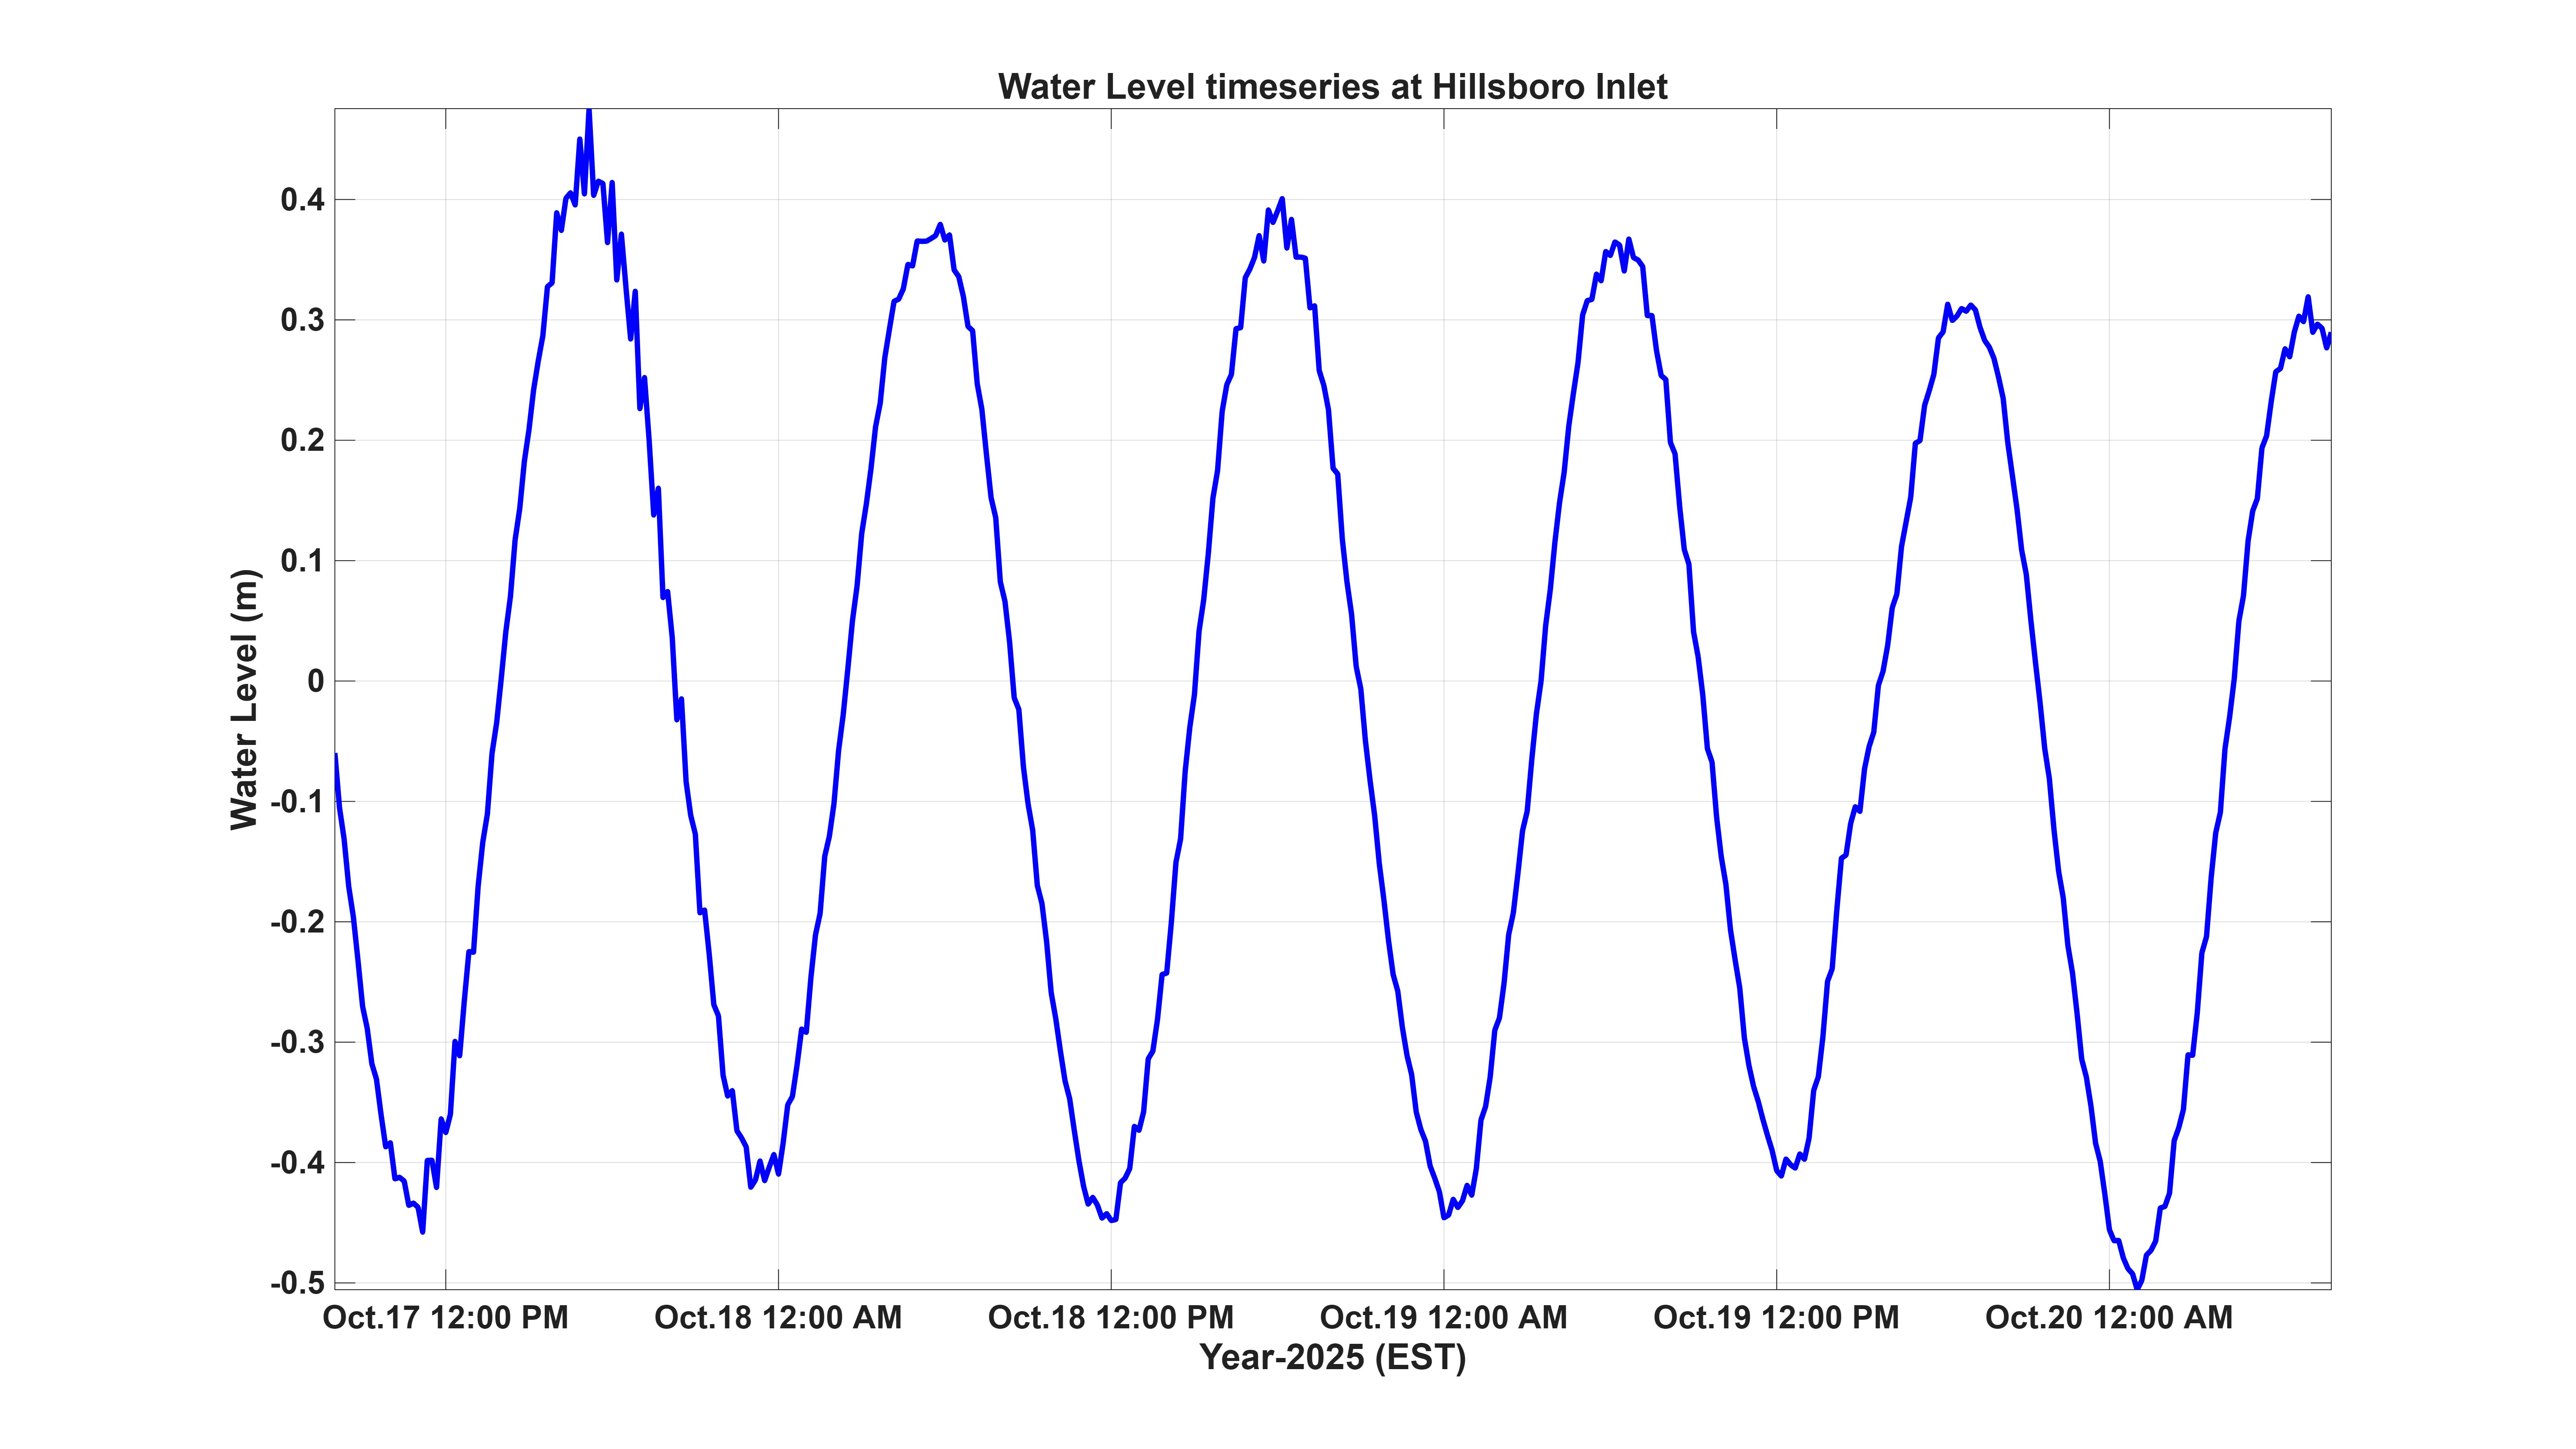 Water Level timeseries at Hillsboro Inlet
Water Level (m)
0.4
0.3
0.2
0.1
0
-0.1
-0.2
-0.3
-0.4
-0.5
Oct.17 12:00 PM
Oct.18 12:00 AM
Oct.18 12:00 PM
Oct.19 12:00 AM
Oct.19 12:00 PM
Oct.20 12:00 AM
Year-2025 (EST)